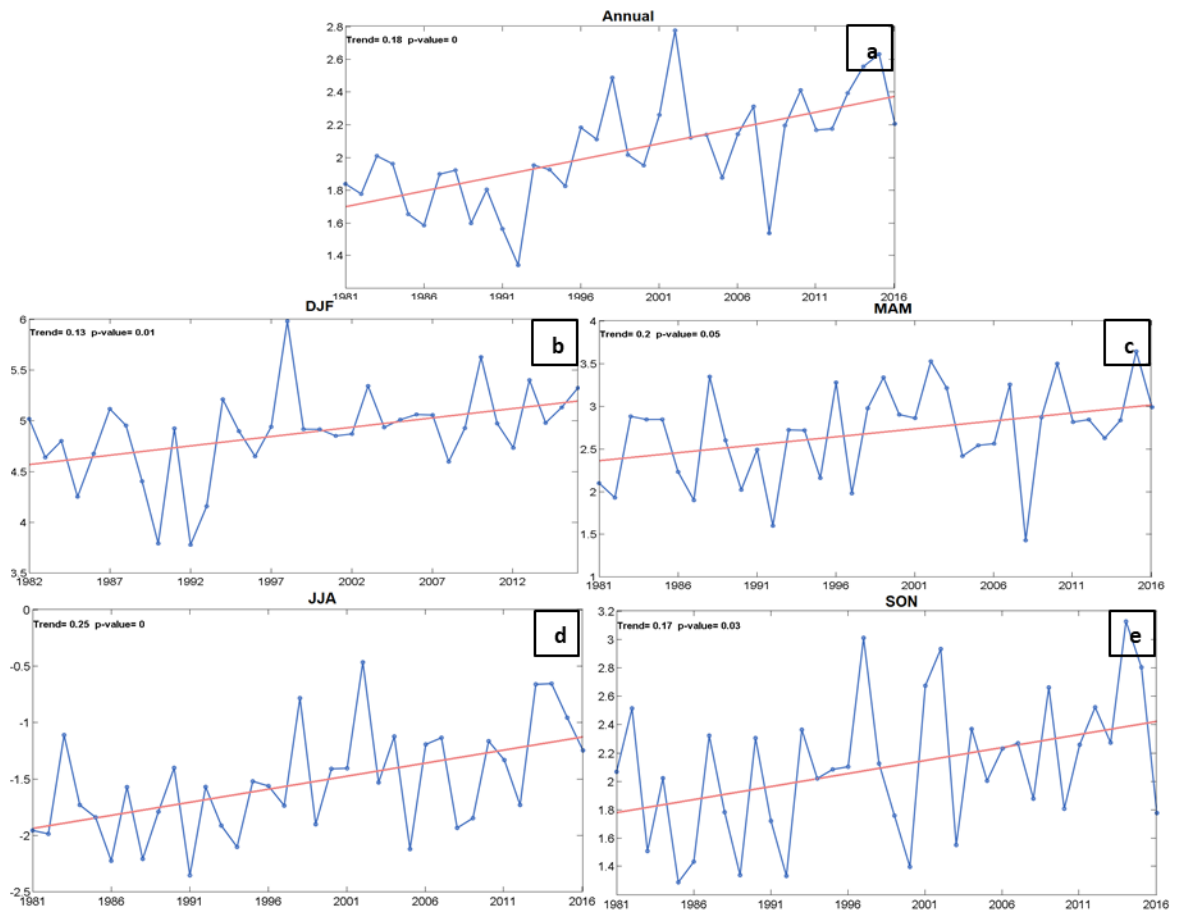 Annual
Trend= 0.18 p-value= 0
a
2.8
2.6
2.4
2.2
2
1.8
1.6
1.4
1981 1986 1991 1996 2001 2006 2011 2016
DJF
Trend= 0.13 p-value= 0.01
b
6
5.5
5
4.5
4
3.5
1982 1987 1992 1997 2002 2007 2012
MAM
Trend= 0.2 p-value= 0.05
c
4
3.5
3
2.5
2
1.5
1
1981 1986 1991 1996 2001 2006 2011 2016
JJA
Trend= 0.25 p-value= 0
d
0
-0.5
-1
-1.5
-2
-2.5
1981 1986 1991 1996 2001 2006 2011 2016
SON
Trend= 0.17 p-value= 0.03
e
3.2
3
2.8
2.6
2.4
2.2
2
1.8
1.6
1.4
1981 1986 1991 1996 2001 2006 2011 2016